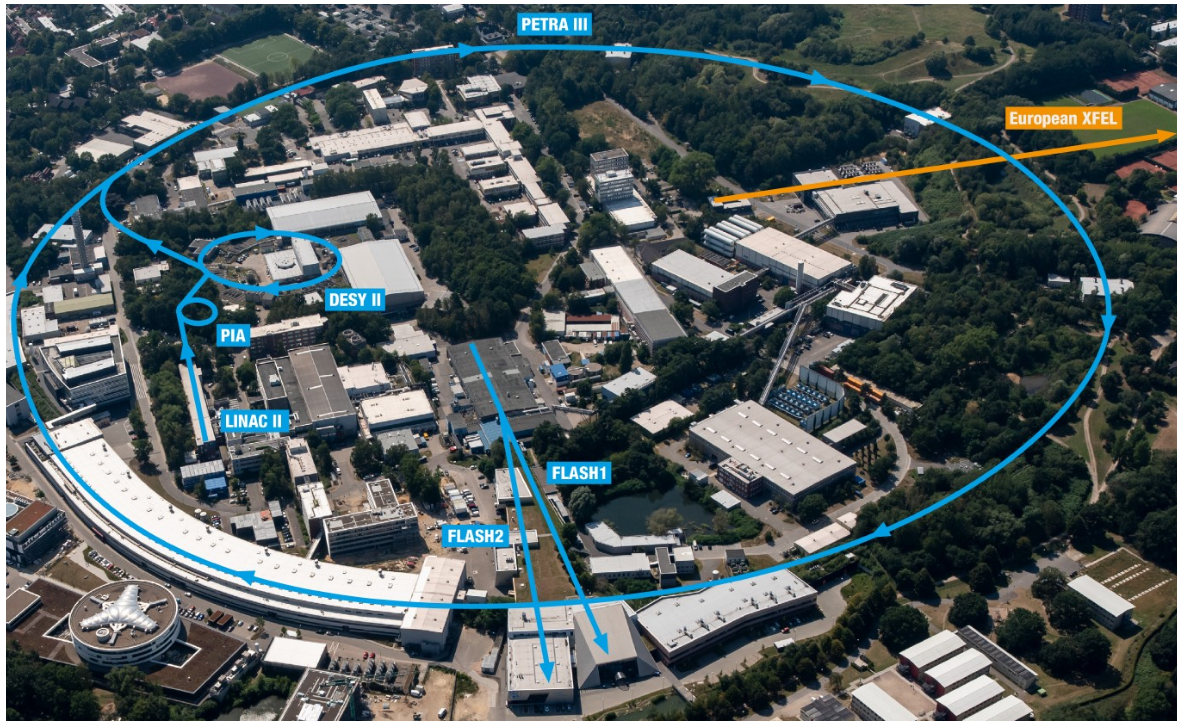 PETRA III
European XFEL
DESY II
PIA
LINAC II
FLASH1
FLASH2